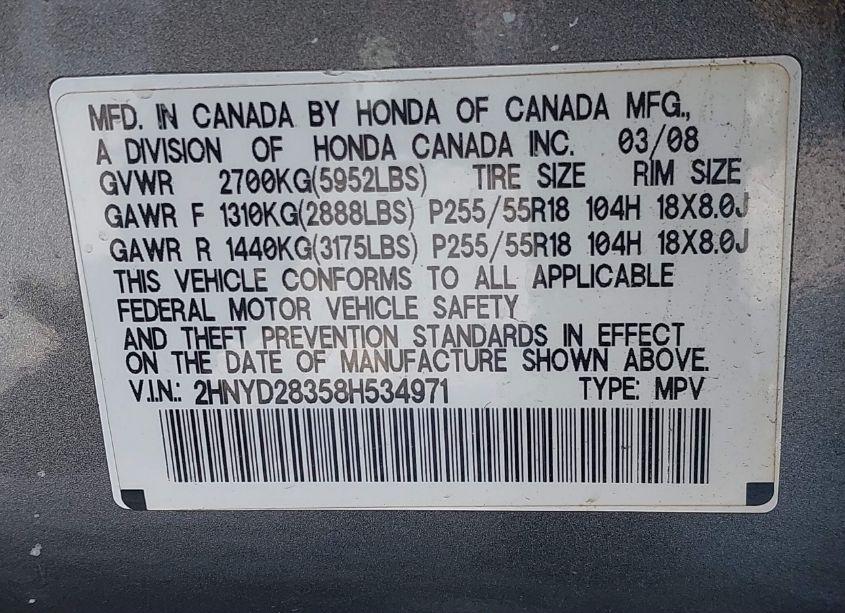 MFD. IN CANADA BY HONDA OF CANADA MFG.,
A DIVISION OF HONDA CANADA INC. 03/08
GVWR 2700KG(5952LBS) TIRE SIZE RIM SIZE
GAWR F 1310KG(2888LBS) P255/55R18 104H 18X8.0J
GAWR R 1440KG(3175LBS) P255/55R18 104H 18X8.0J
THIS VEHICLE CONFORMS TO ALL APPLICABLE
FEDERAL MOTOR VEHICLE SAFETY
AND THEFT PREVENTION STANDARDS IN EFFECT
ON THE DATE OF MANUFACTURE SHOWN ABOVE.
V.I.N.: 2HNYD28358H534971 TYPE: MPV